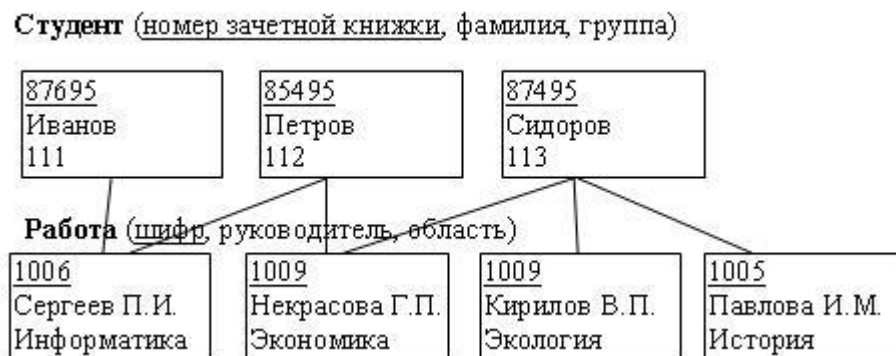 Студент (номер зачетной книжки, фамилия, группа)
87695
Иванов
111
85495
Петров
112
87495
Сидоров
113
Работа (шифр, руководитель, область)
1006
Сергеев П.И.
Информатика
1009
Некрасова Г.П.
Экономика
1009
Кирилов В.П.
Экология
1005
Павлова И.М.
История